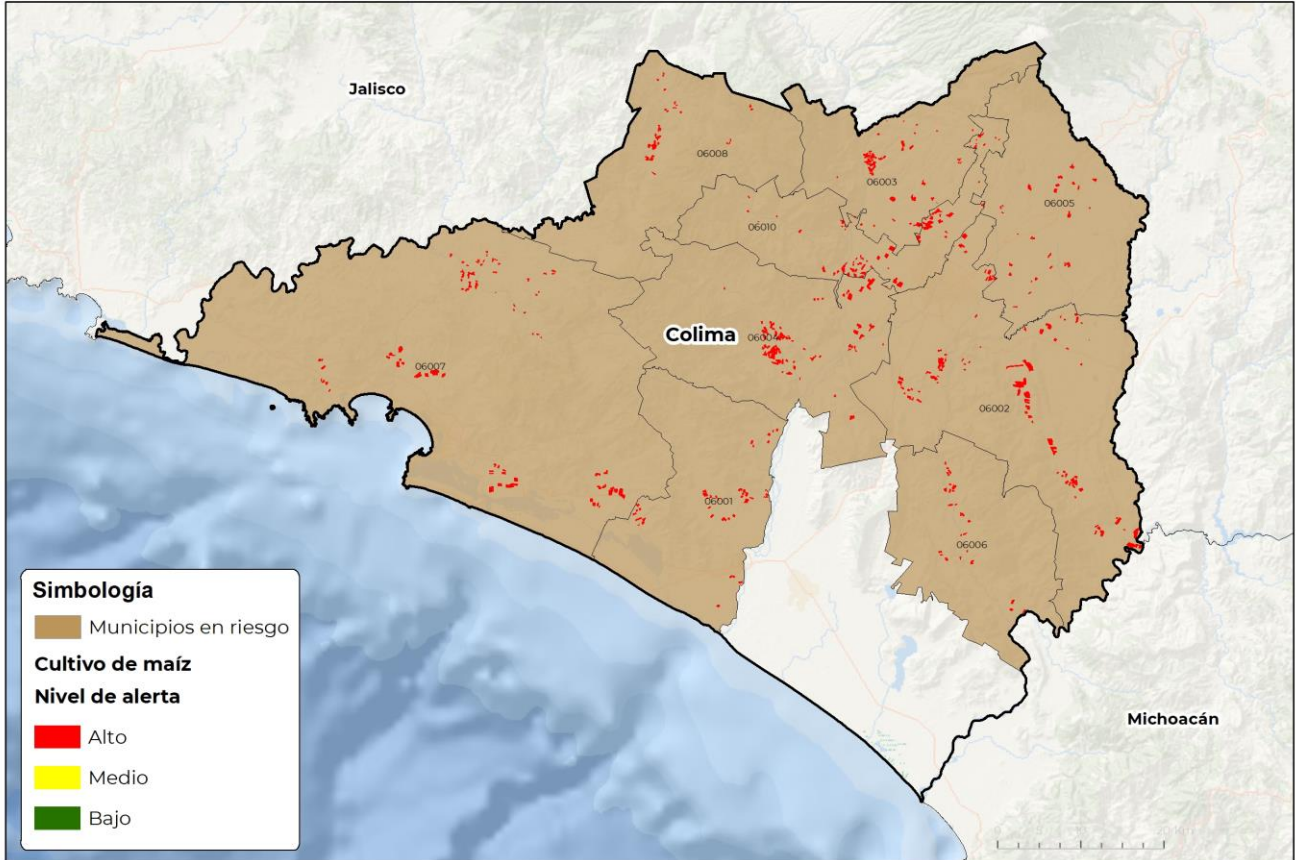 Jalisco
06008
06003
06005
06010
Colima
06004
06007
06002
06001
06006
Simbología
Municipios en riesgo
Cultivo de maíz
Nivel de alerta
Alto
Medio
Bajo
Michoacán